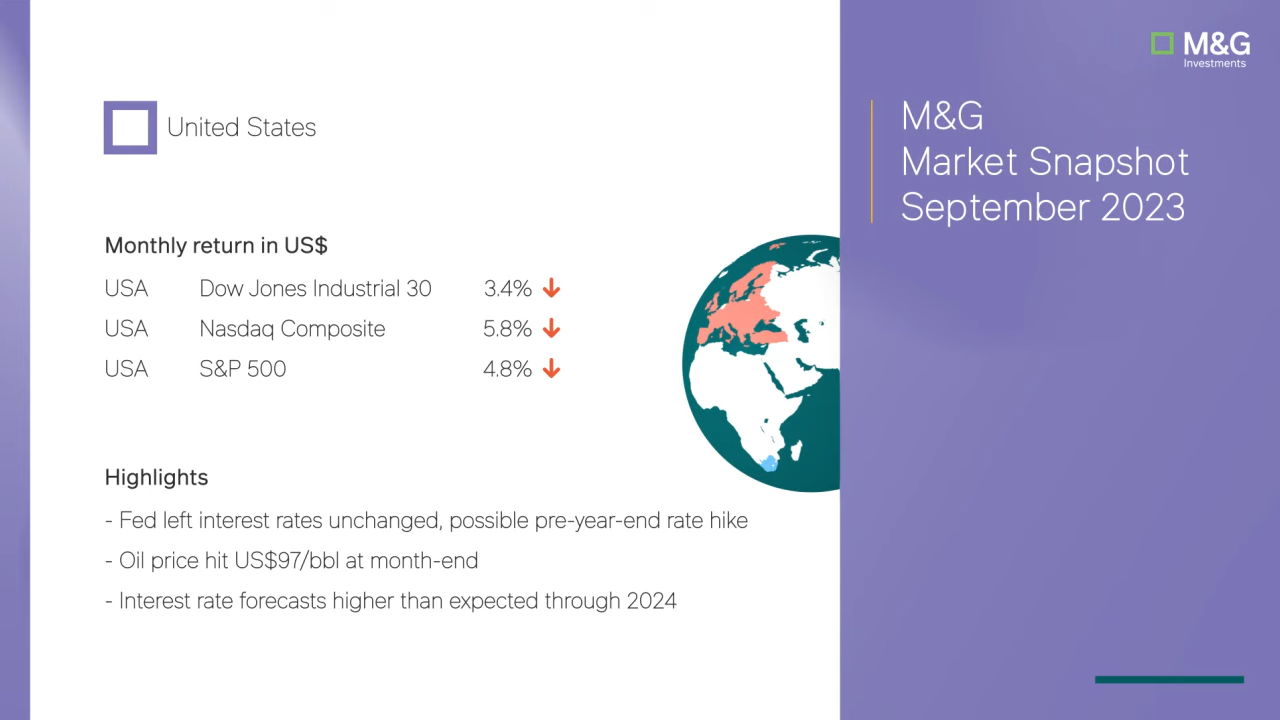 United States
Monthly return in US$
USA Dow Jones Industrial 30 3.4%
USA Nasdaq Composite 5.8%
USA S&P 500 4.8%
Highlights
- Fed left interest rates unchanged, possible pre-year-end rate hike
- Oil price hit US$97/bbl at month-end
- Interest rate forecasts higher than expected through 2024
M&G
Investments
M&G
Market Snapshot
September 2023